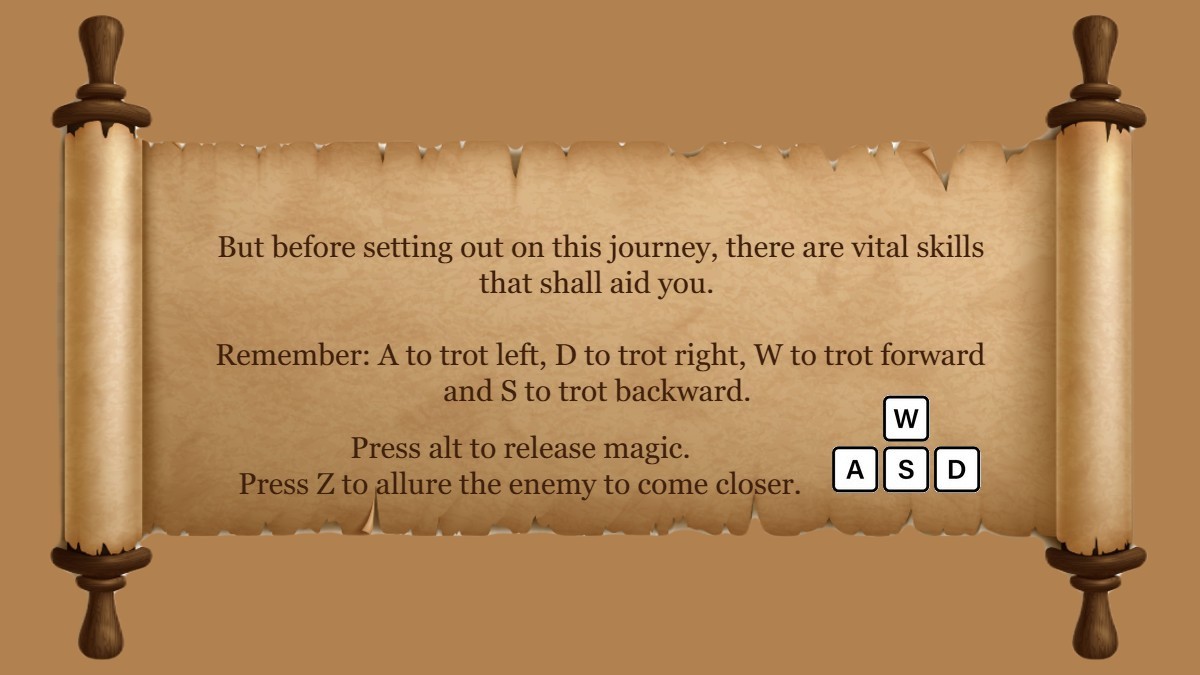 But before setting out on this journey, there are vital skills
that shall aid you.
Remember: A to trot left, D to trot right, W to trot forward
and S to trot backward.
Press alt to release magic.
Press Z to allure the enemy to come closer.
W
A S D